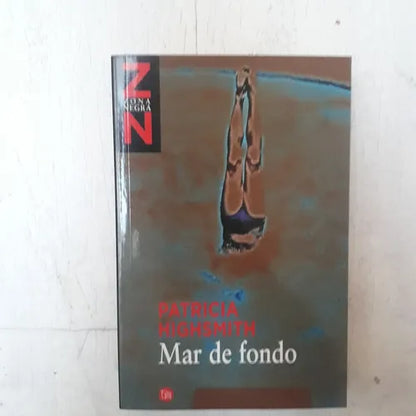 Z
ZONA
NEGRA
N
PATRICIA
HIGHSMITH
Mar de fondo